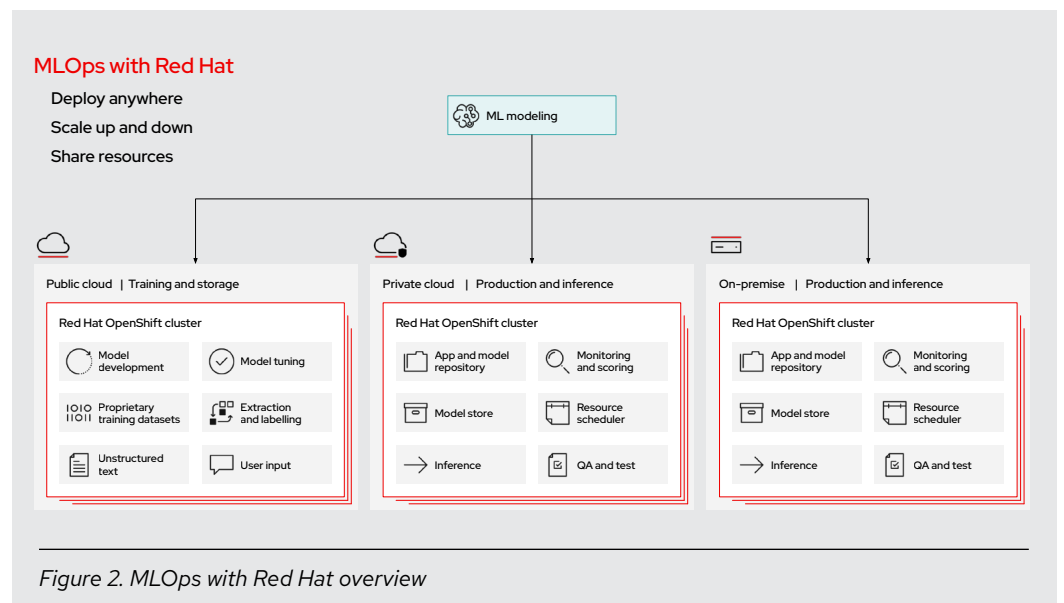 MLOps with Red Hat
Deploy anywhere
Scale up and down
Share resources
ML modeling
Public cloud | Training and storage
Red Hat OpenShift cluster
Model
development
Model tuning
1010
11011
Proprietary
training datasets
Extraction
and labelling
Unstructured
text
User input
Private cloud | Production and inference
Red Hat OpenShift cluster
App and model
repository
Monitoring
and scoring
Model store
Resource
scheduler
Inference
QA and test
On-premise | Production and inference
Red Hat OpenShift cluster
App and model
repository
Monitoring
and scoring
Model store
Resource
scheduler
Inference
QA and test
Figure 2. MLOps with Red Hat overview